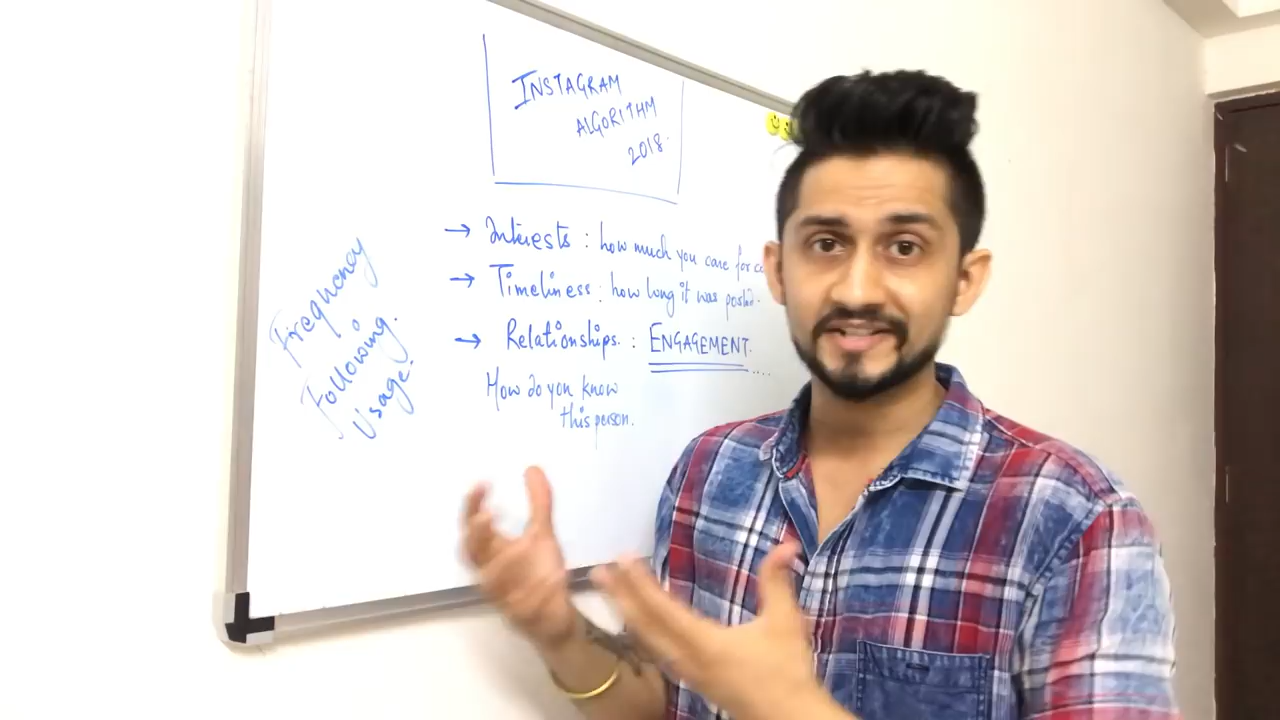 INSTAGRAM
ALGORITHM
2018.
→ Interests : how much you care for
→ Timeliness : how long it was posted.
→ Relationships. : ENGAGEMENT. ....
How do you know
this person.
Frequency
Following.
Usage.